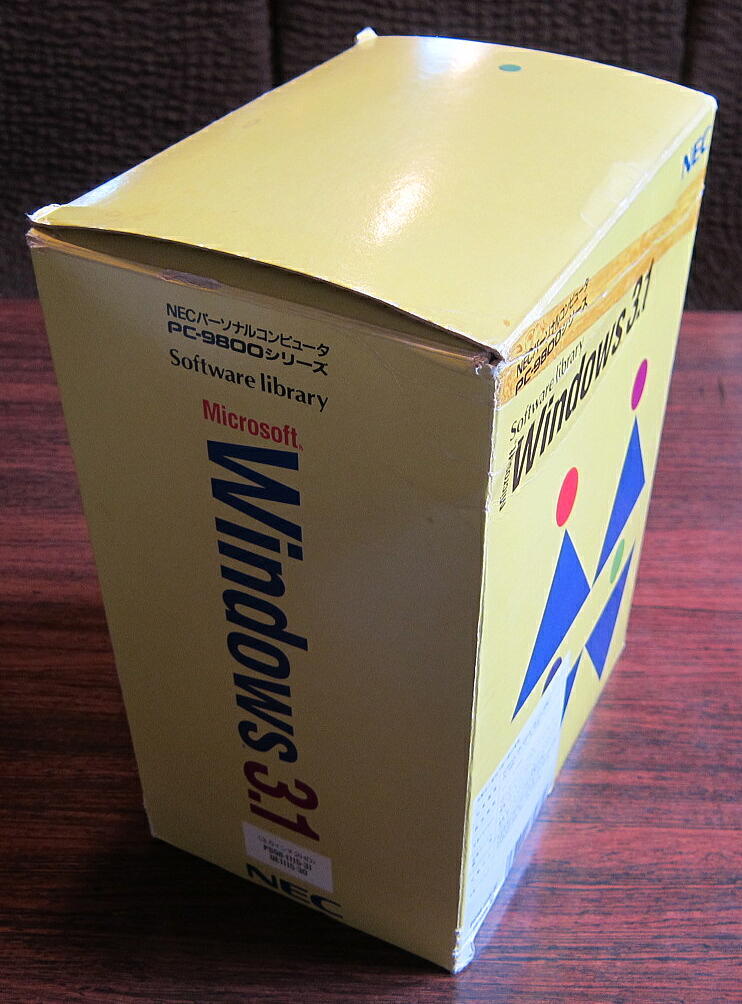 NECパーソナルコンピュータ
PC-9800シリーズ
Software library
Microsoft
Windows 3.1
NEC
NEC
NECパーソナルコンピュータ
PC-9800シリーズ
Software library
Microsoft
Windows 3.1